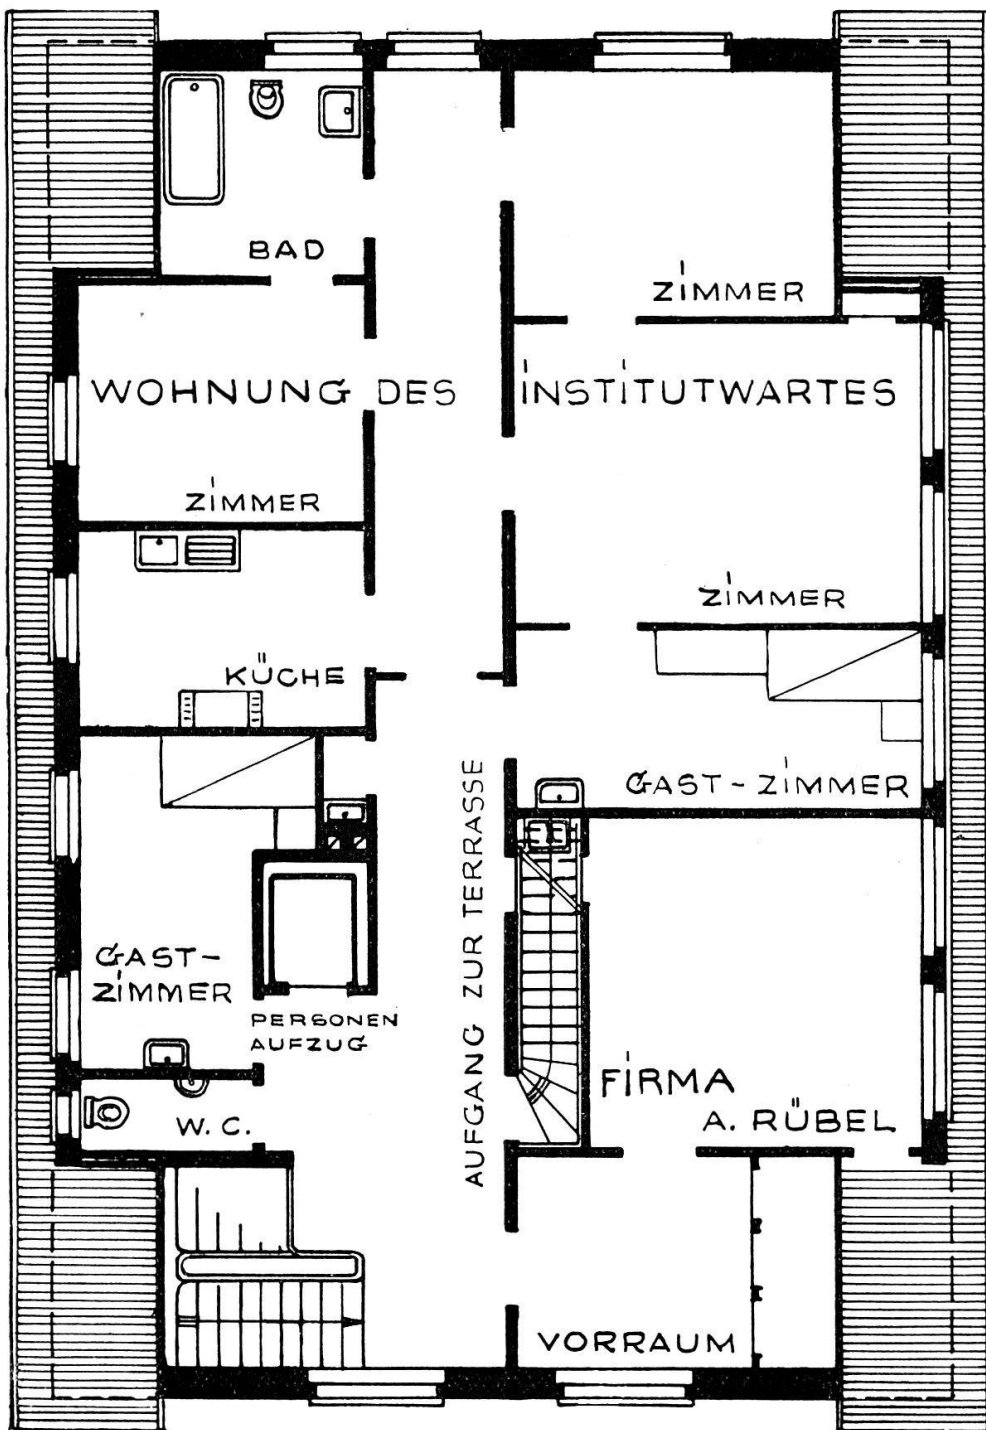 BAD
ZIMMER
WOHNUNG DES INSTITUTWARTES
ZIMMER
ZIMMER
KÜCHE
GAST-ZIMMER
GAST-
ZIMMER
PERSONEN
AUFZUG
AUFGANG ZUR TERRASSE
FIRMA
A. RÜBEL
W. C.
VORRAUM